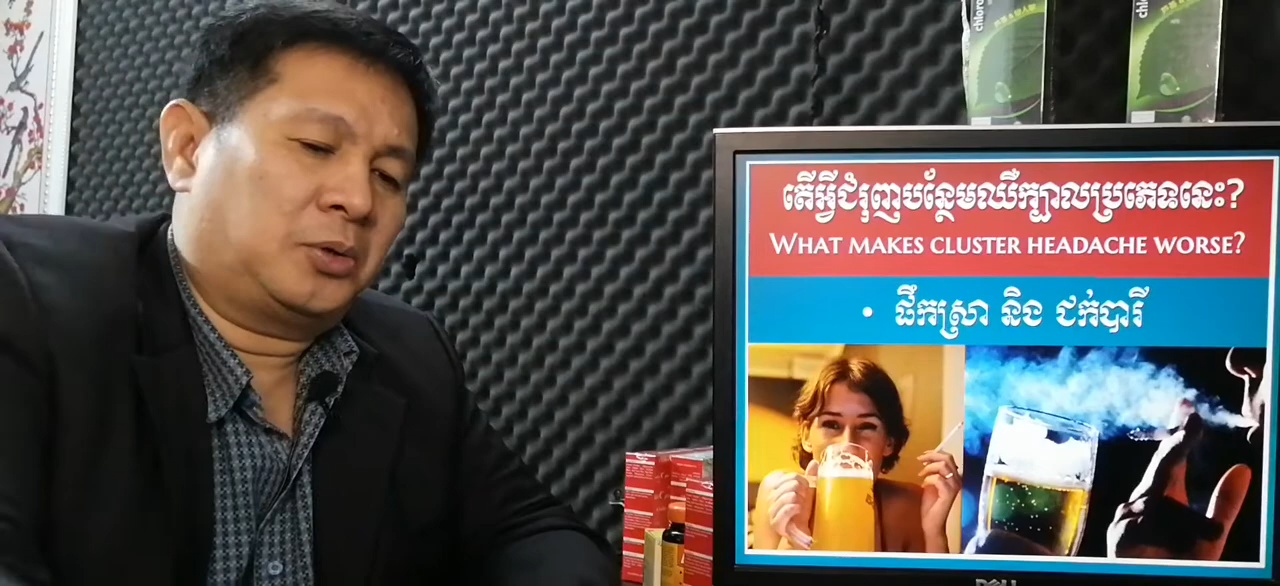 តើអ្វីជំរុញបន្ថែមឈឺក្បាលប្រភេទនេះ?
WHAT MAKES CLUSTER HEADACHE WORSE?
• ផឹកស្រា និង ជក់បារី